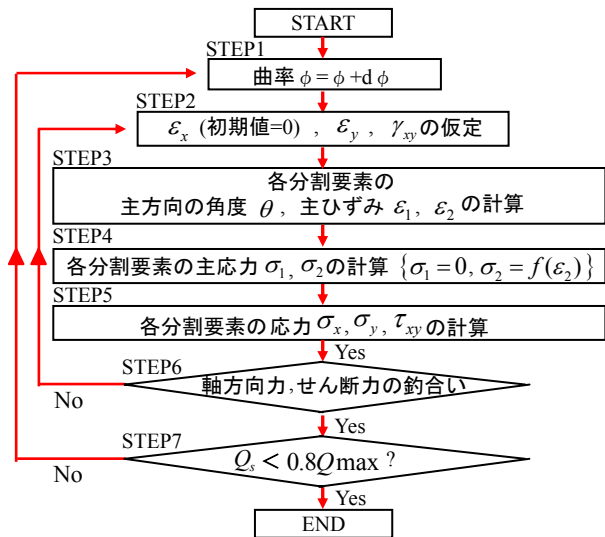 START
STEP1
曲率 φ = φ + d φ
STEP2
εx (初期値=0) , εy , γxy の仮定
STEP3
各分割要素の
主方向の角度 θ , 主ひずみ ε1 , ε2 の計算
STEP4
各分割要素の主応力 σ1, σ2 の計算 {σ1 = 0, σ2 = f(ε2)}
STEP5
各分割要素の応力 σx, σy, τxy の計算
Yes
STEP6
軸方向力,せん断力の釣合い
No
Yes
STEP7
Qs < 0.8Qmax ?
No
Yes
END